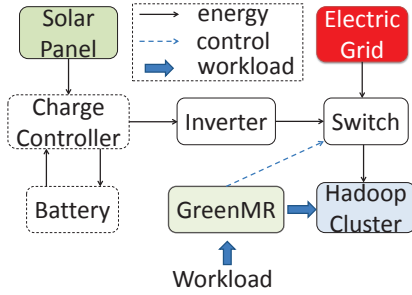 Solar
Panel
energy
control
workload
Electric
Grid
Charge
Controller
Inverter
Switch
Battery
GreenMR
Hadoop
Cluster
Workload